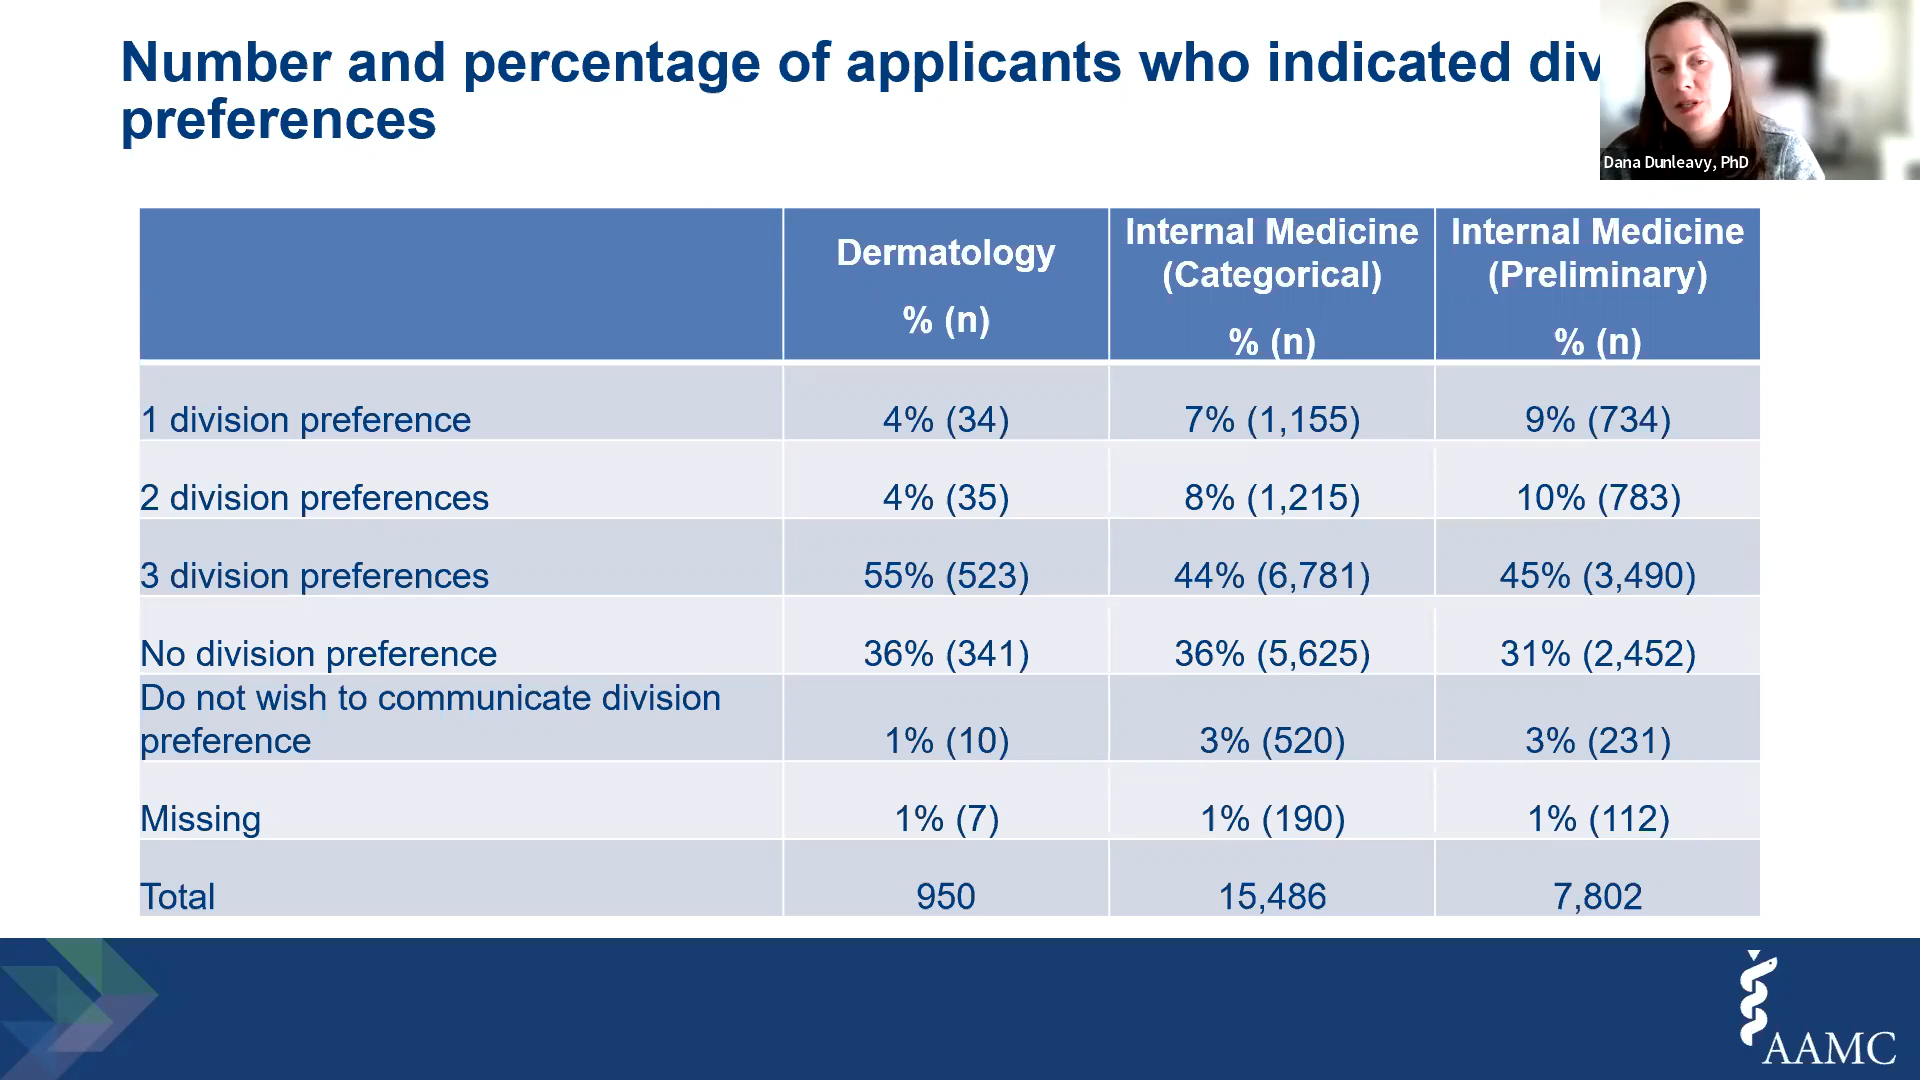 Number and percentage of applicants who indicated div
preferences
Dana Dunleavy, PhD
Dermatology
% (n)
Internal Medicine
(Categorical)
% (n)
Internal Medicine
(Preliminary)
% (n)
1 division preference 4% (34) 7% (1,155) 9% (734)
2 division preferences 4% (35) 8% (1,215) 10% (783)
3 division preferences 55% (523) 44% (6,781) 45% (3,490)
No division preference 36% (341) 36% (5,625) 31% (2,452)
Do not wish to communicate division
preference 1% (10) 3% (520) 3% (231)
Missing 1% (7) 1% (190) 1% (112)
Total 950 15,486 7,802
AAMC